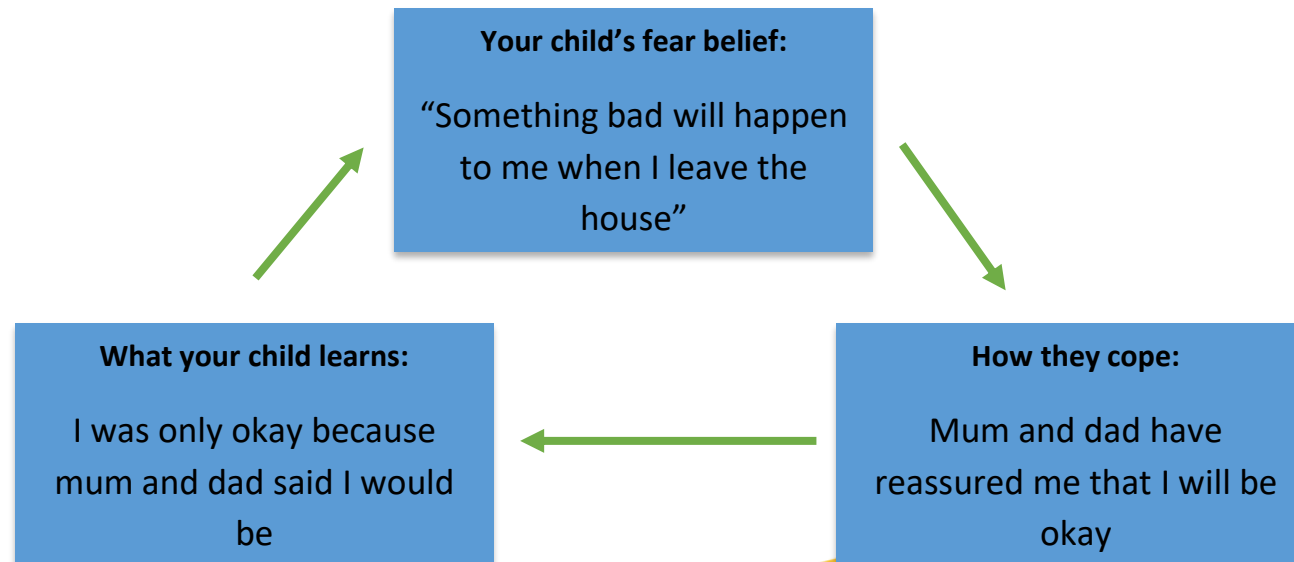 Your child’s fear belief:
“Something bad will happen
to me when I leave the
house”
What your child learns:
I was only okay because
mum and dad said I would
be
How they cope:
Mum and dad have
reassured me that I will be
okay